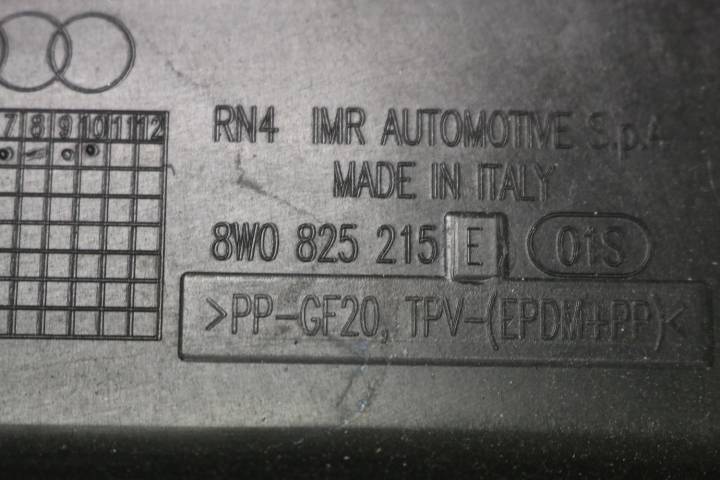 7 8 9 10 11 12
RN4 IMR AUTOMOTIVE S.p.A
MADE IN ITALY
8W0 825 215 E 01S
>PP-GF20, TPV-(EPDM+PP)<